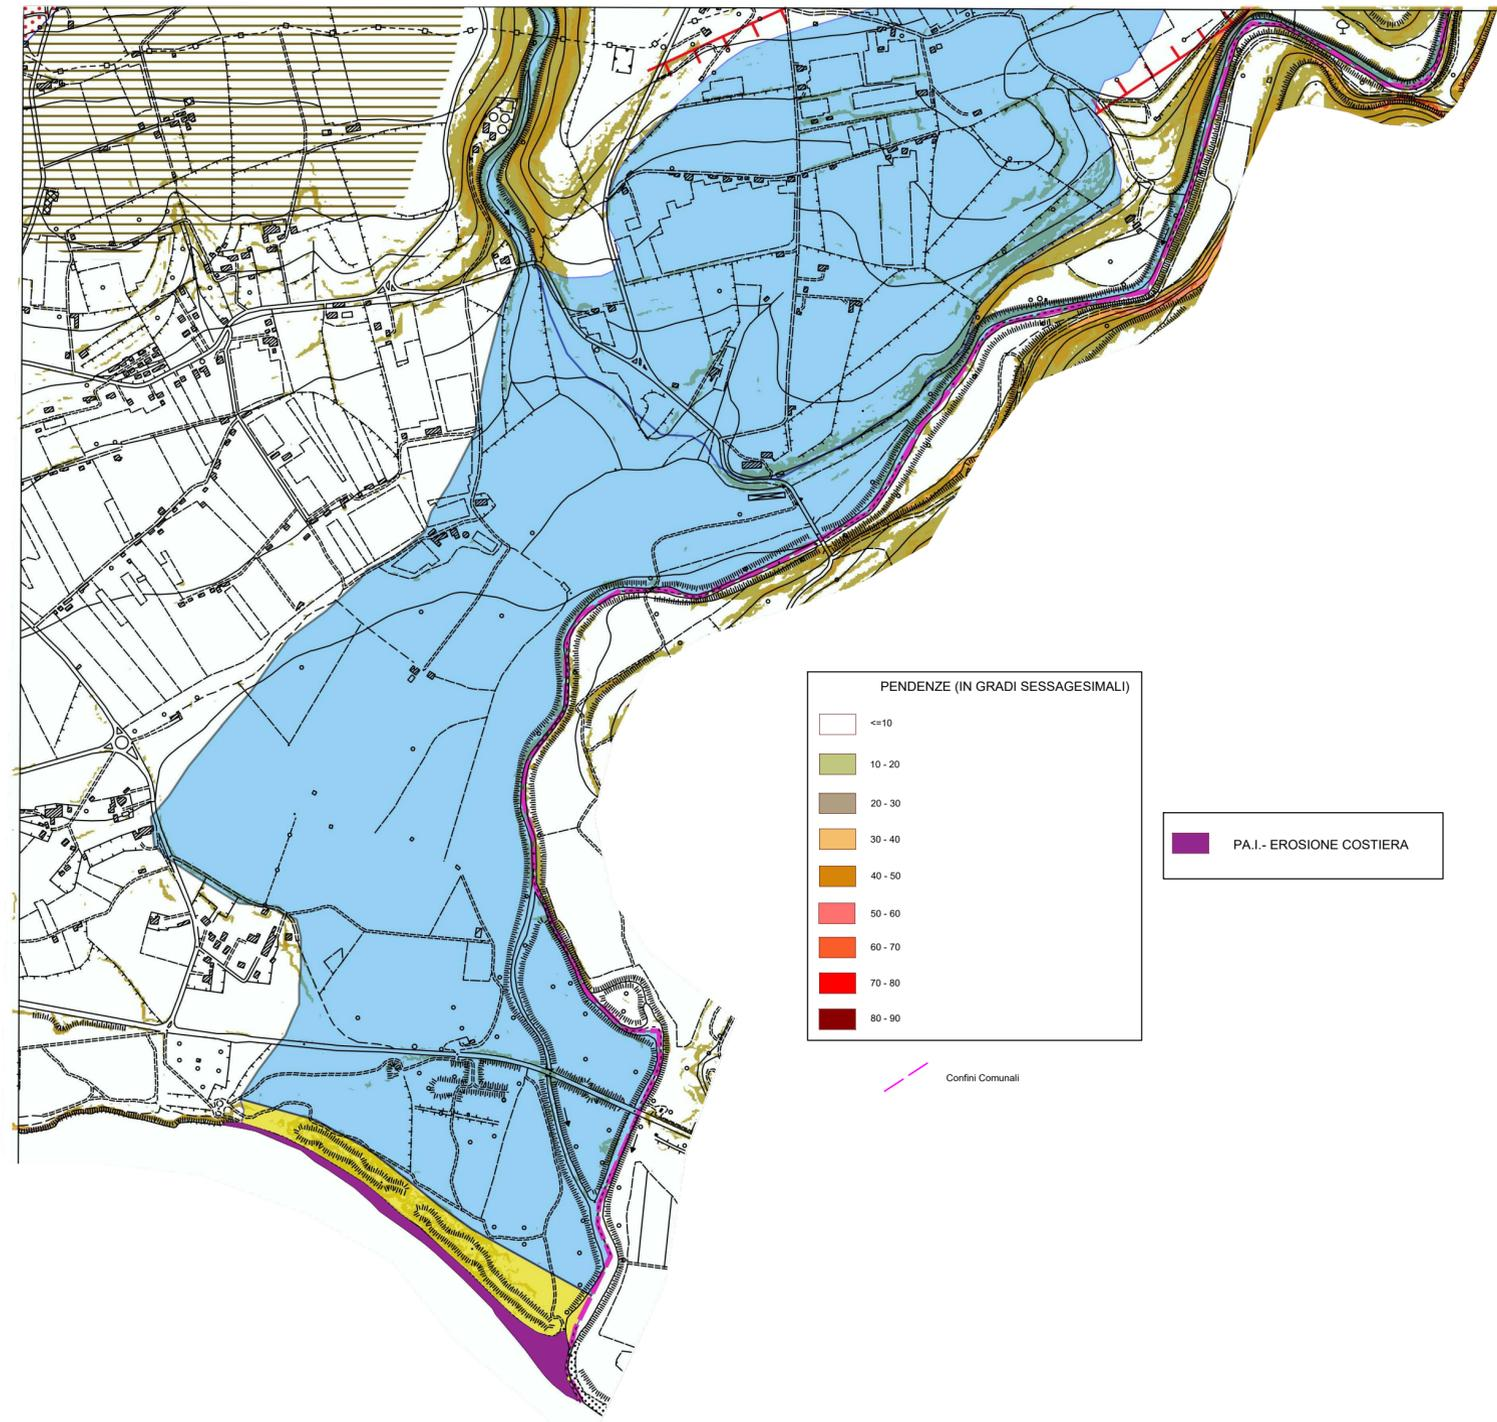 PENDENZE (IN GRADI SESSAGESIMALI)
<=10
10 - 20
20 - 30
30 - 40
40 - 50
50 - 60
60 - 70
70 - 80
80 - 90
P.A.I.- EROSIONE COSTIERA
Confini Comunali